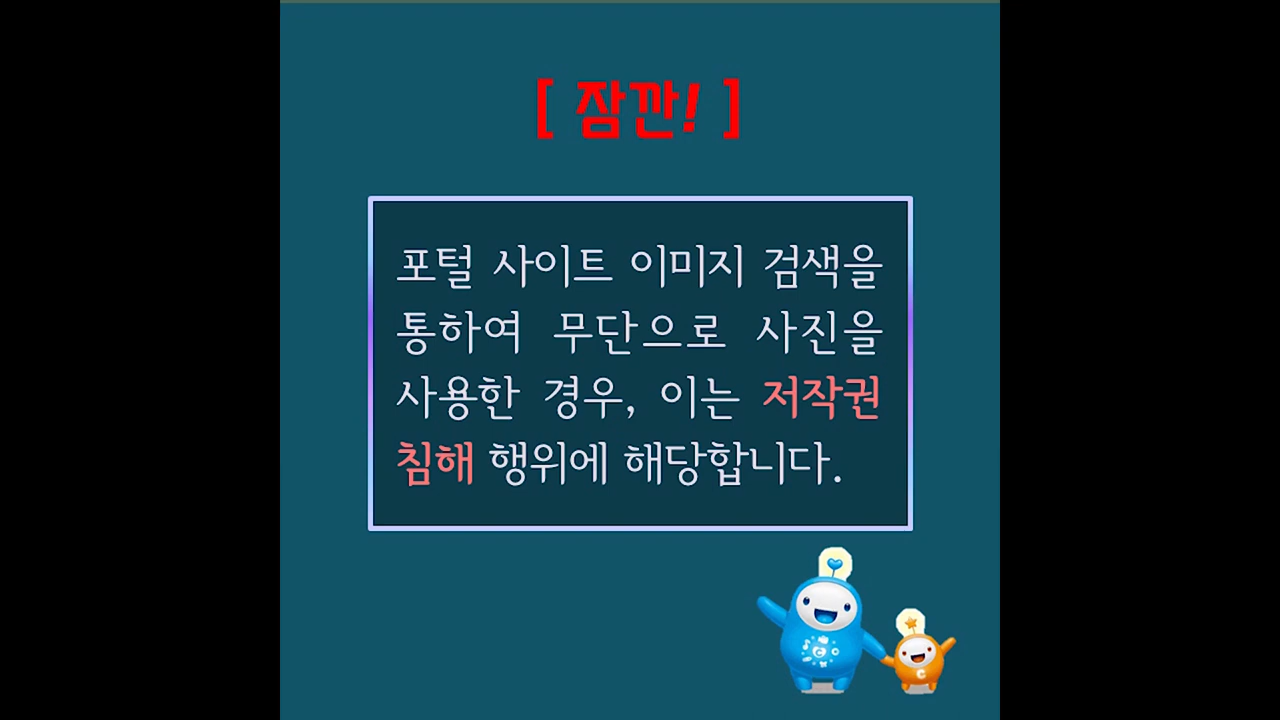 [ 잠깐! ]
포털 사이트 이미지 검색을
통하여 무단으로 사진을
사용한 경우, 이는 저작권
침해 행위에 해당합니다.
C
C